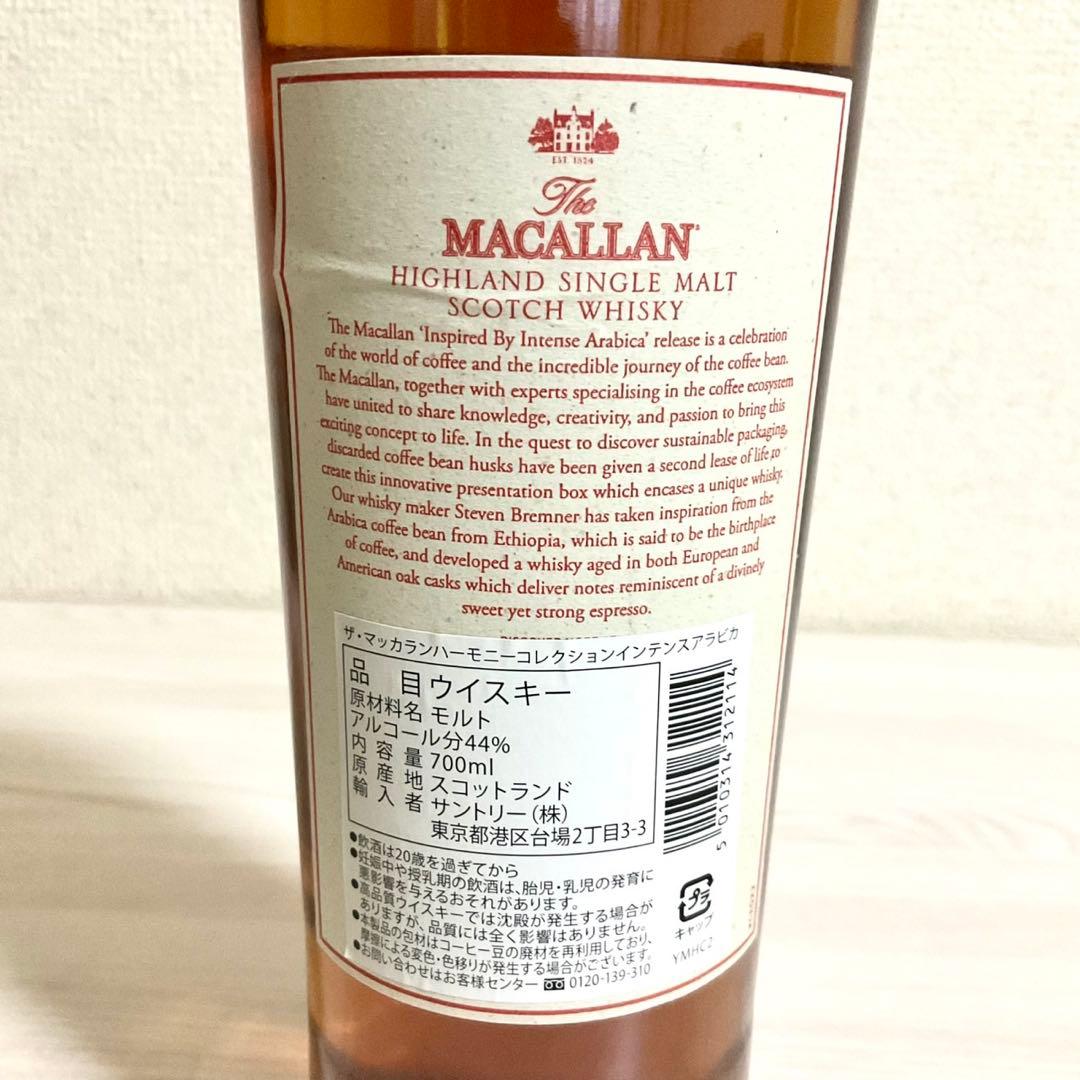 EST. 1824
The
MACALLAN
HIGHLAND SINGLE MALT
SCOTCH WHISKY
The Macallan ‘Inspired By Intense Arabica’ release is a celebration
of the world of coffee and the incredible journey of the coffee bean.
The Macallan, together with experts specialising in the coffee ecosystem
have united to share knowledge, creativity, and passion to bring this
exciting concept to life. In the quest to discover sustainable packaging,
discarded coffee bean husks have been given a second lease of life to
create this innovative presentation box which encases a unique whisky.
Our whisky maker Steven Bremner has taken inspiration from the
Arabica coffee bean from Ethiopia, which is said to be the birthplace
of coffee, and developed a whisky aged in both European and
American oak casks which deliver notes reminiscent of a divinely
sweet yet strong espresso.
ザ・マッカランハーモニーコレクションインテンスアラビカ
品目ウイスキー
原材料名 モルト
アルコール分44%
内容量 700ml
原産地 スコットランド
輸入者 サントリー(株)
東京都港区台場2丁目3-3
●飲酒は20歳を過ぎてから
●妊娠中や授乳期の飲酒は、胎児・乳児の発育に
悪影響を与えるおそれがあります。
●高品質ウイスキーでは沈殿が発生する場合が
ありますが、品質には全く影響はありません。
●本製品の包材はコーヒー豆の廃材を再利用しており、
摩擦による変色・色移りが発生する場合がございます。
●お問い合わせはお客様センター 0120-139-310
5 010314 312114
プラ
キャップ
YMHC2